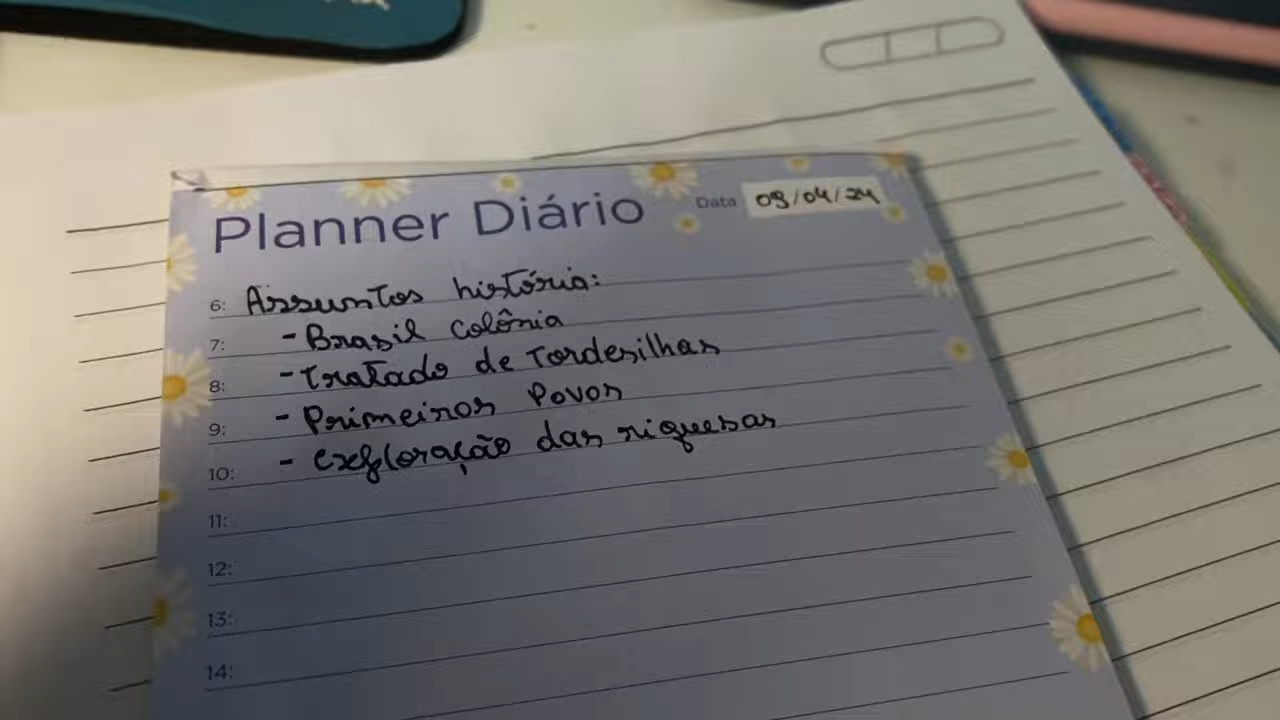 Planner Diário
Data 09/04/24
6: Assuntos história:
7: - Brasil colônia
8: - Tratado de Tordesilhas
9: - Primeiros Povos
10: - exploração das riquesas
11:
12:
13:
14: